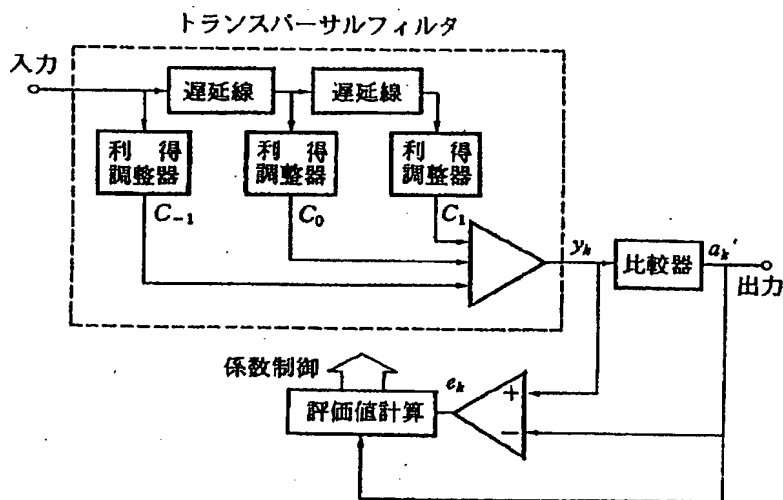 トランスバーサルフィルタ
入力
遅延線
遅延線
利得
調整器
利得
調整器
利得
調整器
C₋₁
C₀
C₁
yₖ
比較器
aₖ′
出力
係数制御
評価値計算
eₖ
+
−